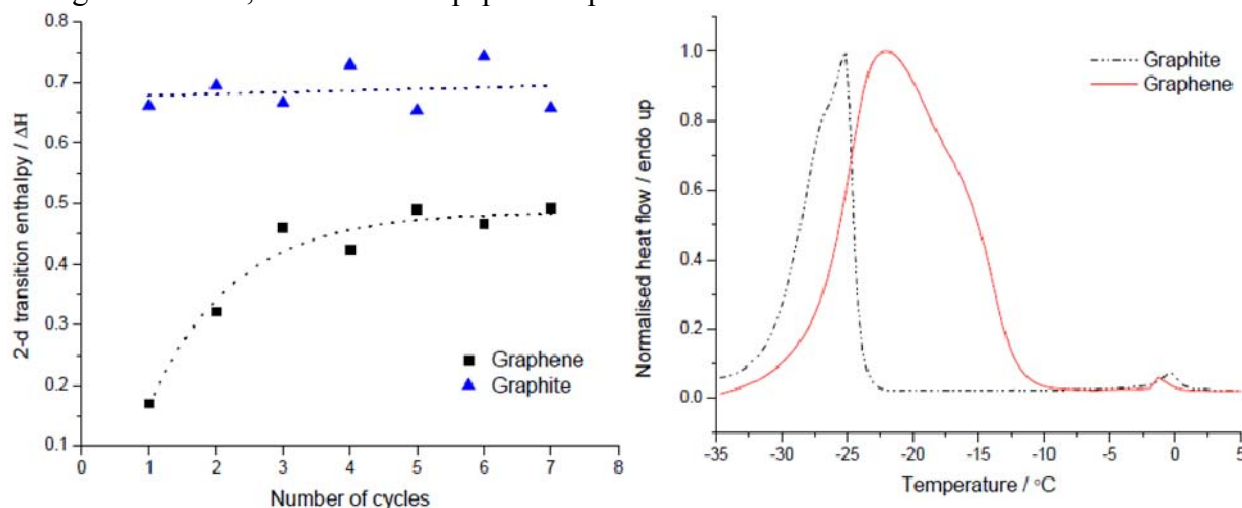 0.8
0.7
0.6
0.5
0.4
0.3
0.2
0.1
2-d transition enthalpy / ΔH
Graphene
Graphite
0 1 2 3 4 5 6 7 8
Number of cycles
1.0
0.8
0.6
0.4
0.2
0.0
Normalised heat flow / endo up
Graphite
Graphene
-35 -30 -25 -20 -15 -10 -5 0 5
Temperature / °C